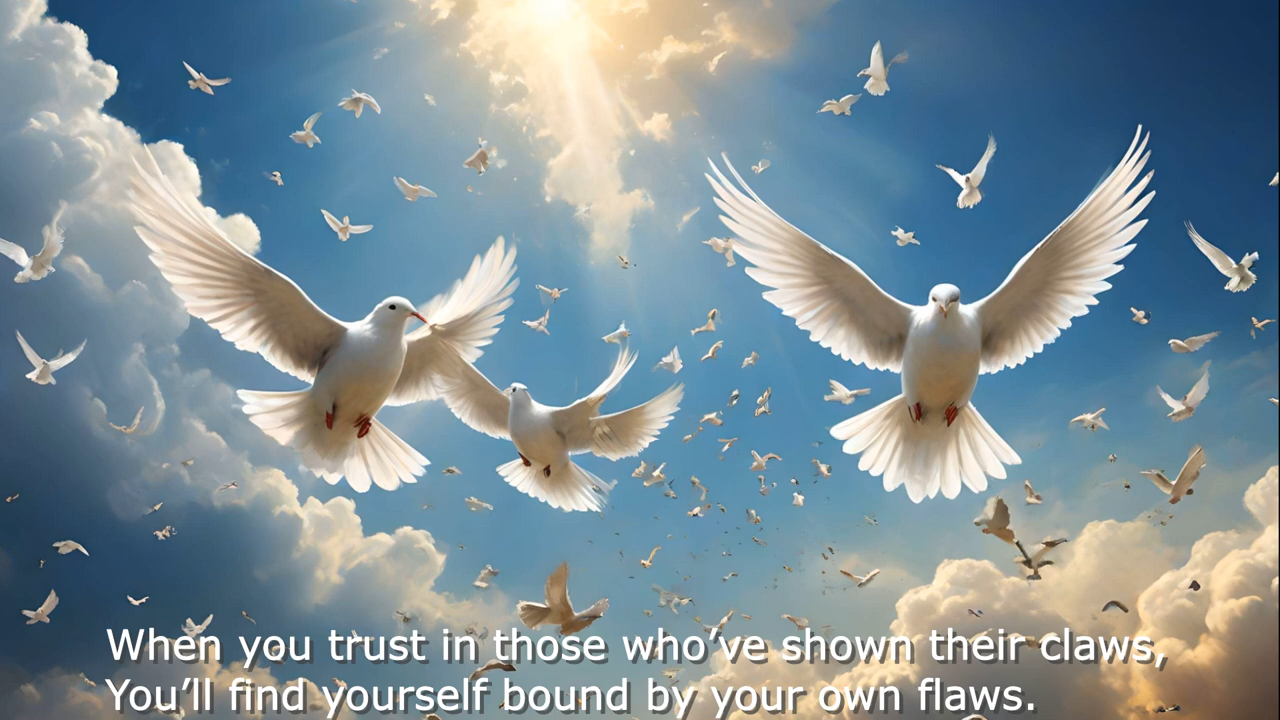 When you trust in those who’ve shown their claws,
You’ll find yourself bound by your own flaws.